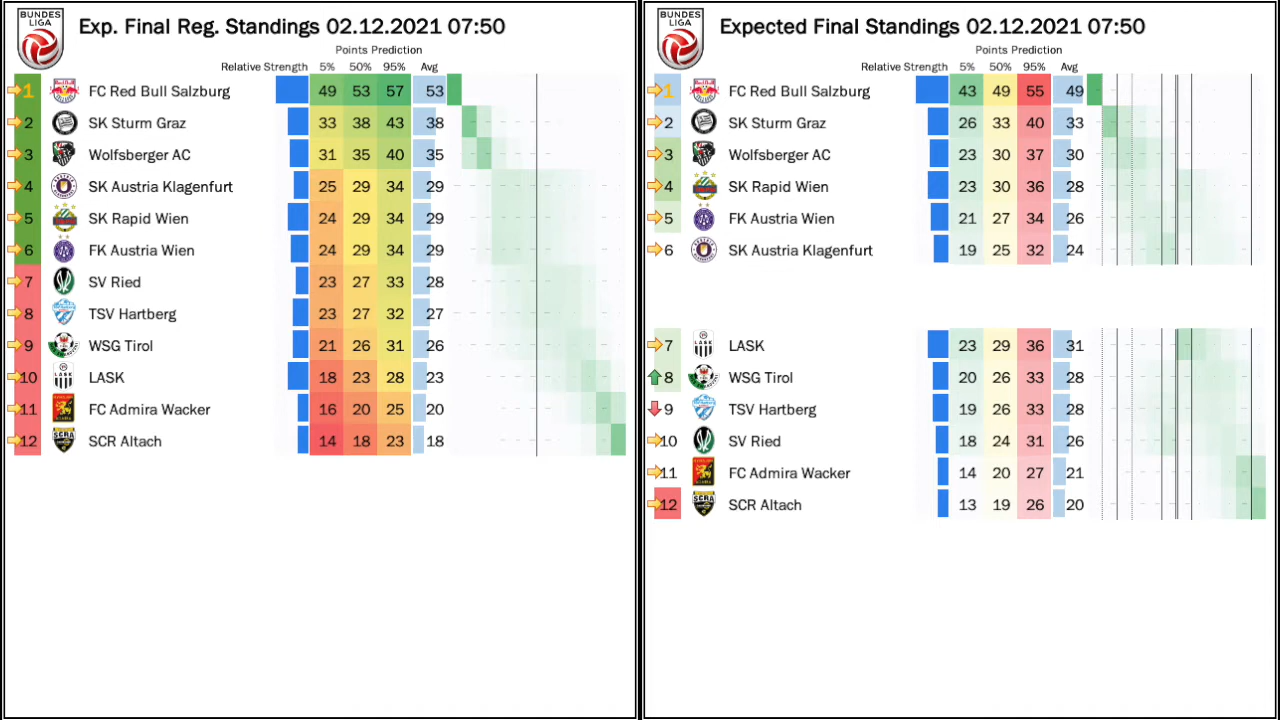 BUNDES
LIGA
Exp. Final Reg. Standings 02.12.2021 07:50
Points Prediction
Relative Strength 5% 50% 95% Avg
1 FC Red Bull Salzburg 49 53 57 53
2 SK Sturm Graz 33 38 43 38
3 Wolfsberger AC 31 35 40 35
4 SK Austria Klagenfurt 25 29 34 29
5 SK Rapid Wien 24 29 34 29
6 FK Austria Wien 24 29 34 29
7 SV Ried 23 27 33 28
8 TSV Hartberg 23 27 32 27
9 WSG Tirol 21 26 31 26
10 LASK LASK 18 23 28 23
11 FC Admira Wacker 16 20 25 20
12 SCRA SCR Altach 14 18 23 18
BUNDES
LIGA
Expected Final Standings 02.12.2021 07:50
Points Prediction
Relative Strength 5% 50% 95% Avg
1 FC Red Bull Salzburg 43 49 55 49
2 SK Sturm Graz 26 33 40 33
3 Wolfsberger AC 23 30 37 30
4 SK Rapid Wien 23 30 36 28
5 FK Austria Wien 21 27 34 26
6 SK Austria Klagenfurt 19 25 32 24
7 LASK LASK 23 29 36 31
8 WSG Tirol 20 26 33 28
9 TSV Hartberg 19 26 33 28
10 SV Ried 18 24 31 26
11 FC Admira Wacker 14 20 27 21
12 SCRA SCR Altach 13 19 26 20